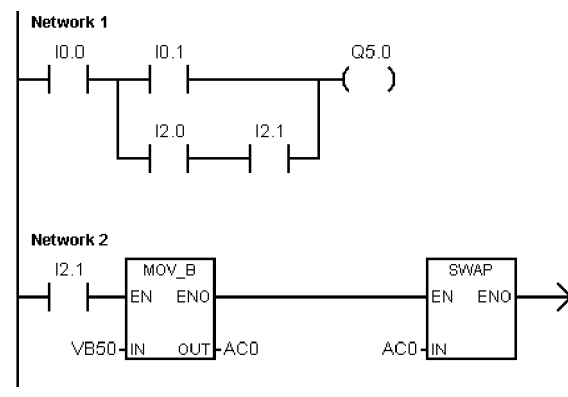 Network 1
I0.0 I0.1 Q5.0
I2.0 I2.1
Network 2
I2.1 MOV_B SWAP
EN ENO EN ENO
VB50 IN OUT AC0 AC0 IN